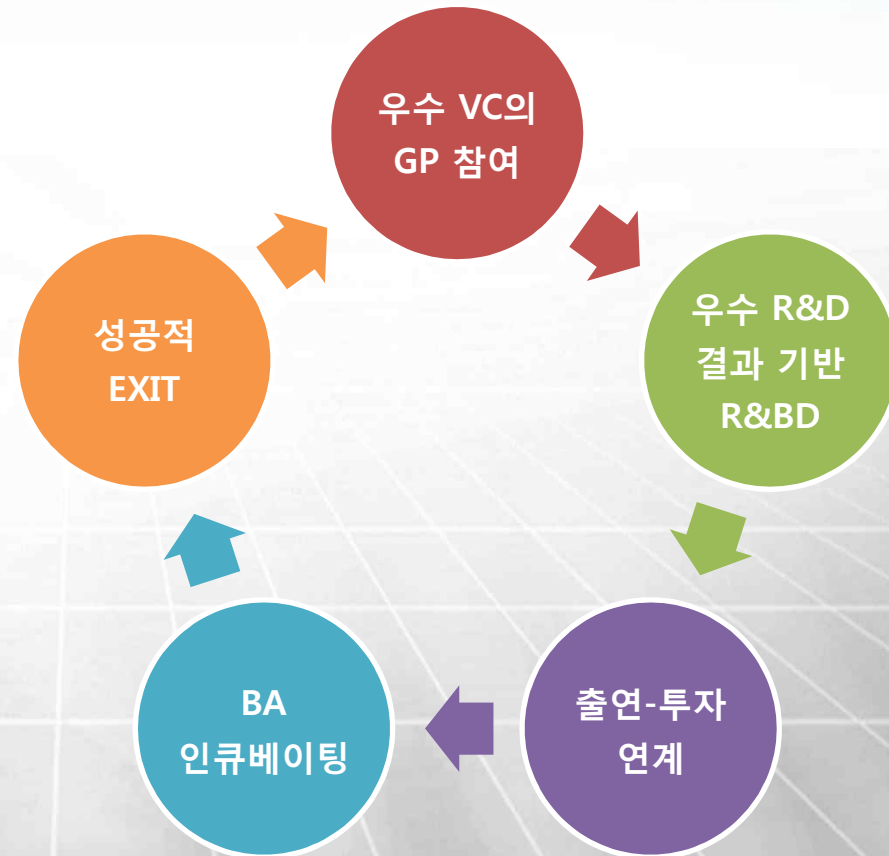 우수 VC의
GP 참여
우수 R&D
결과 기반
R&BD
출연-투자
연계
BA
인큐베이팅
성공적
EXIT